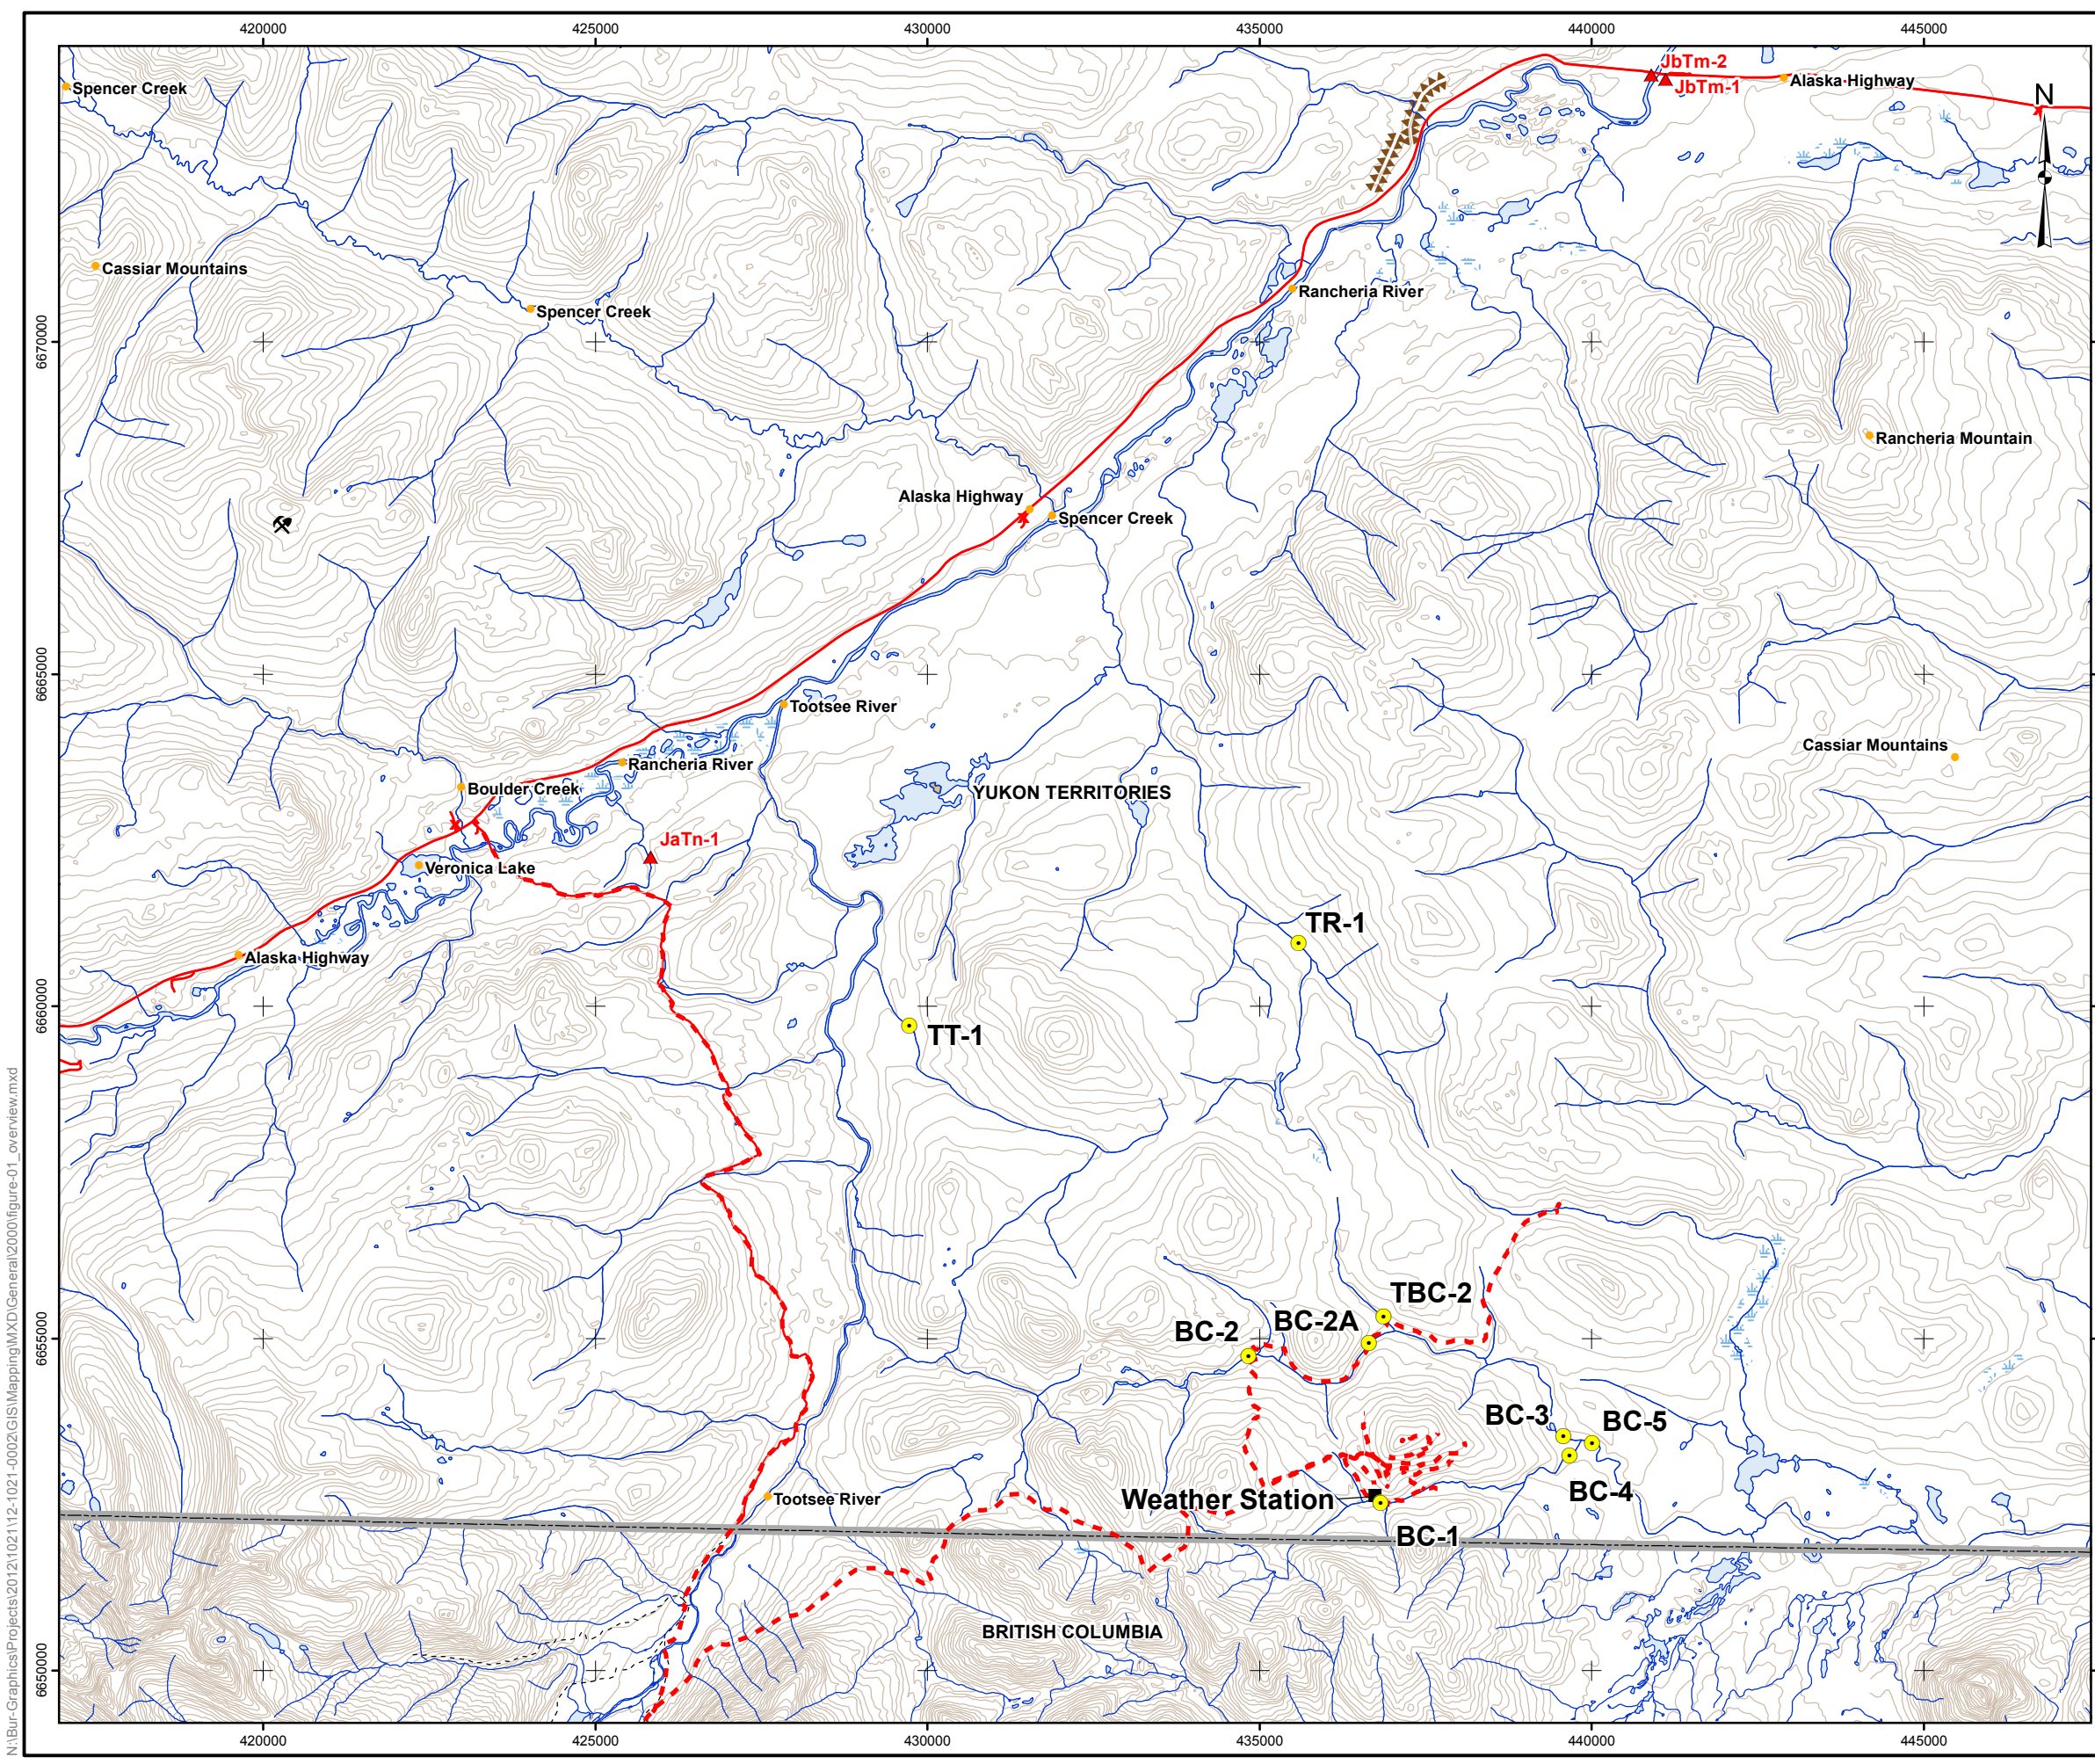 420000 425000 430000 435000 440000 445000
JbTm-2
Spencer Creek
Alaska Highway
JbTm-1
N
Cassiar Mountains
Rancheria River
Spencer Creek
6670000
Rancheria Mountain
Alaska Highway
Spencer Creek
6665000
Tootsee River
Cassiar Mountains
Rancheria River
Boulder Creek
YUKON TERRITORIES
JaTn-1
Veronica Lake
TR-1
Alaska Highway
6660000
TT-1
TBC-2
BC-2A
BC-2
6655000
BC-3
BC-5
BC-4
Weather Station
Tootsee River
BC-1
BRITISH COLUMBIA
6650000
420000 425000 430000 435000 440000 445000
N:\Bur-Graphics\Projects\2012\1021\12-1021-0002\GIS\Mapping\MXD\General\2000\figure-01_overview.mxd